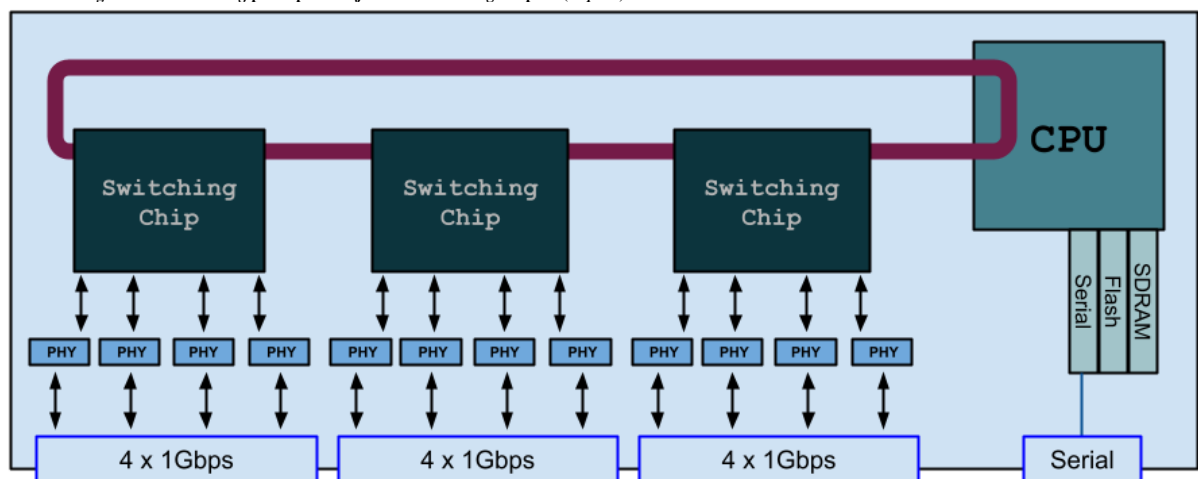 CPU
Switching
Chip
Switching
Chip
Switching
Chip
Serial
Flash
SDRAM
PHY
PHY
PHY
PHY
PHY
PHY
PHY
PHY
PHY
PHY
PHY
PHY
4 x 1Gbps
4 x 1Gbps
4 x 1Gbps
Serial